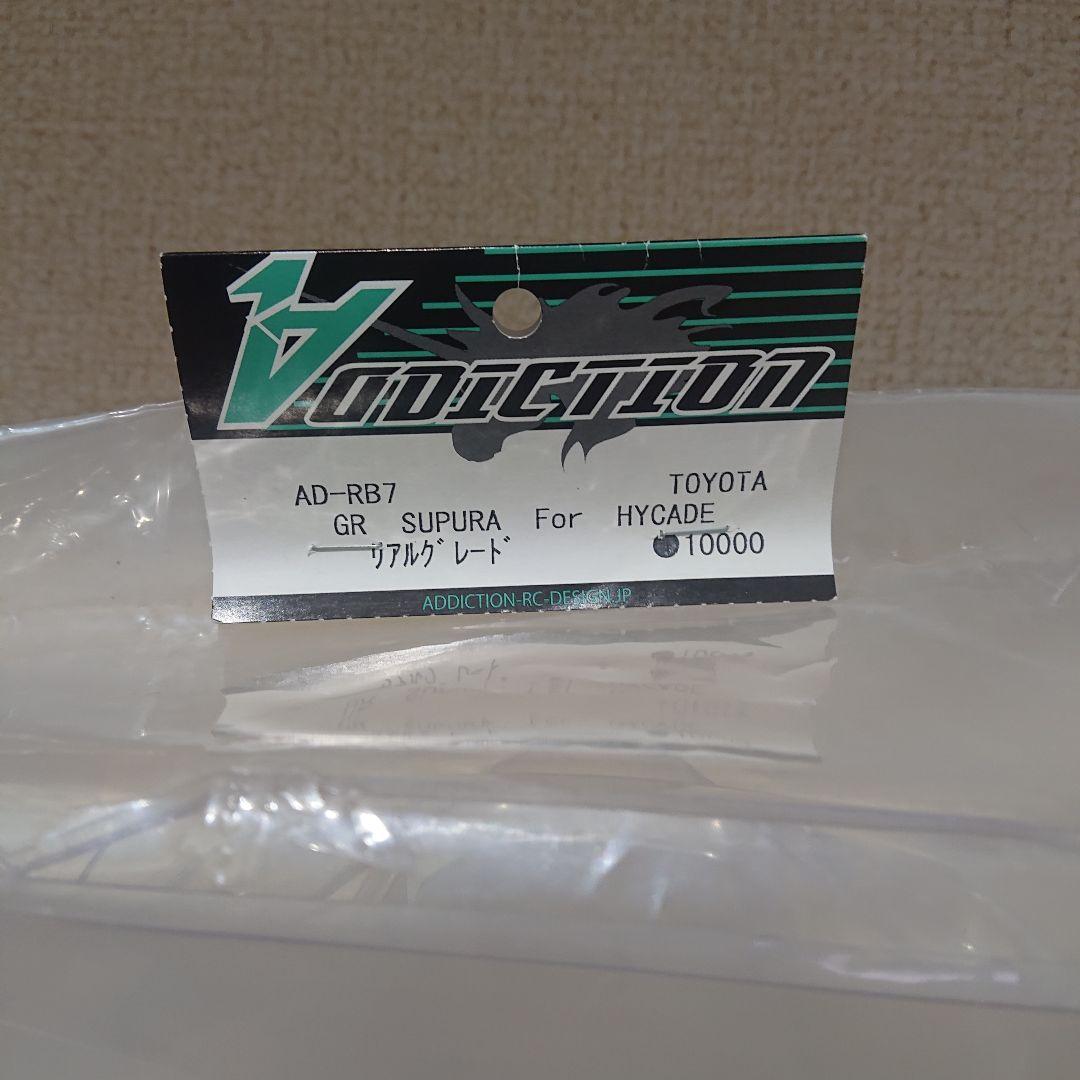 ADDICTION
AD-RB7 TOYOTA
GR SUPURA For HYCADE
リアルグレード ●10000
ADDICTION-RC-DESIGN.JP